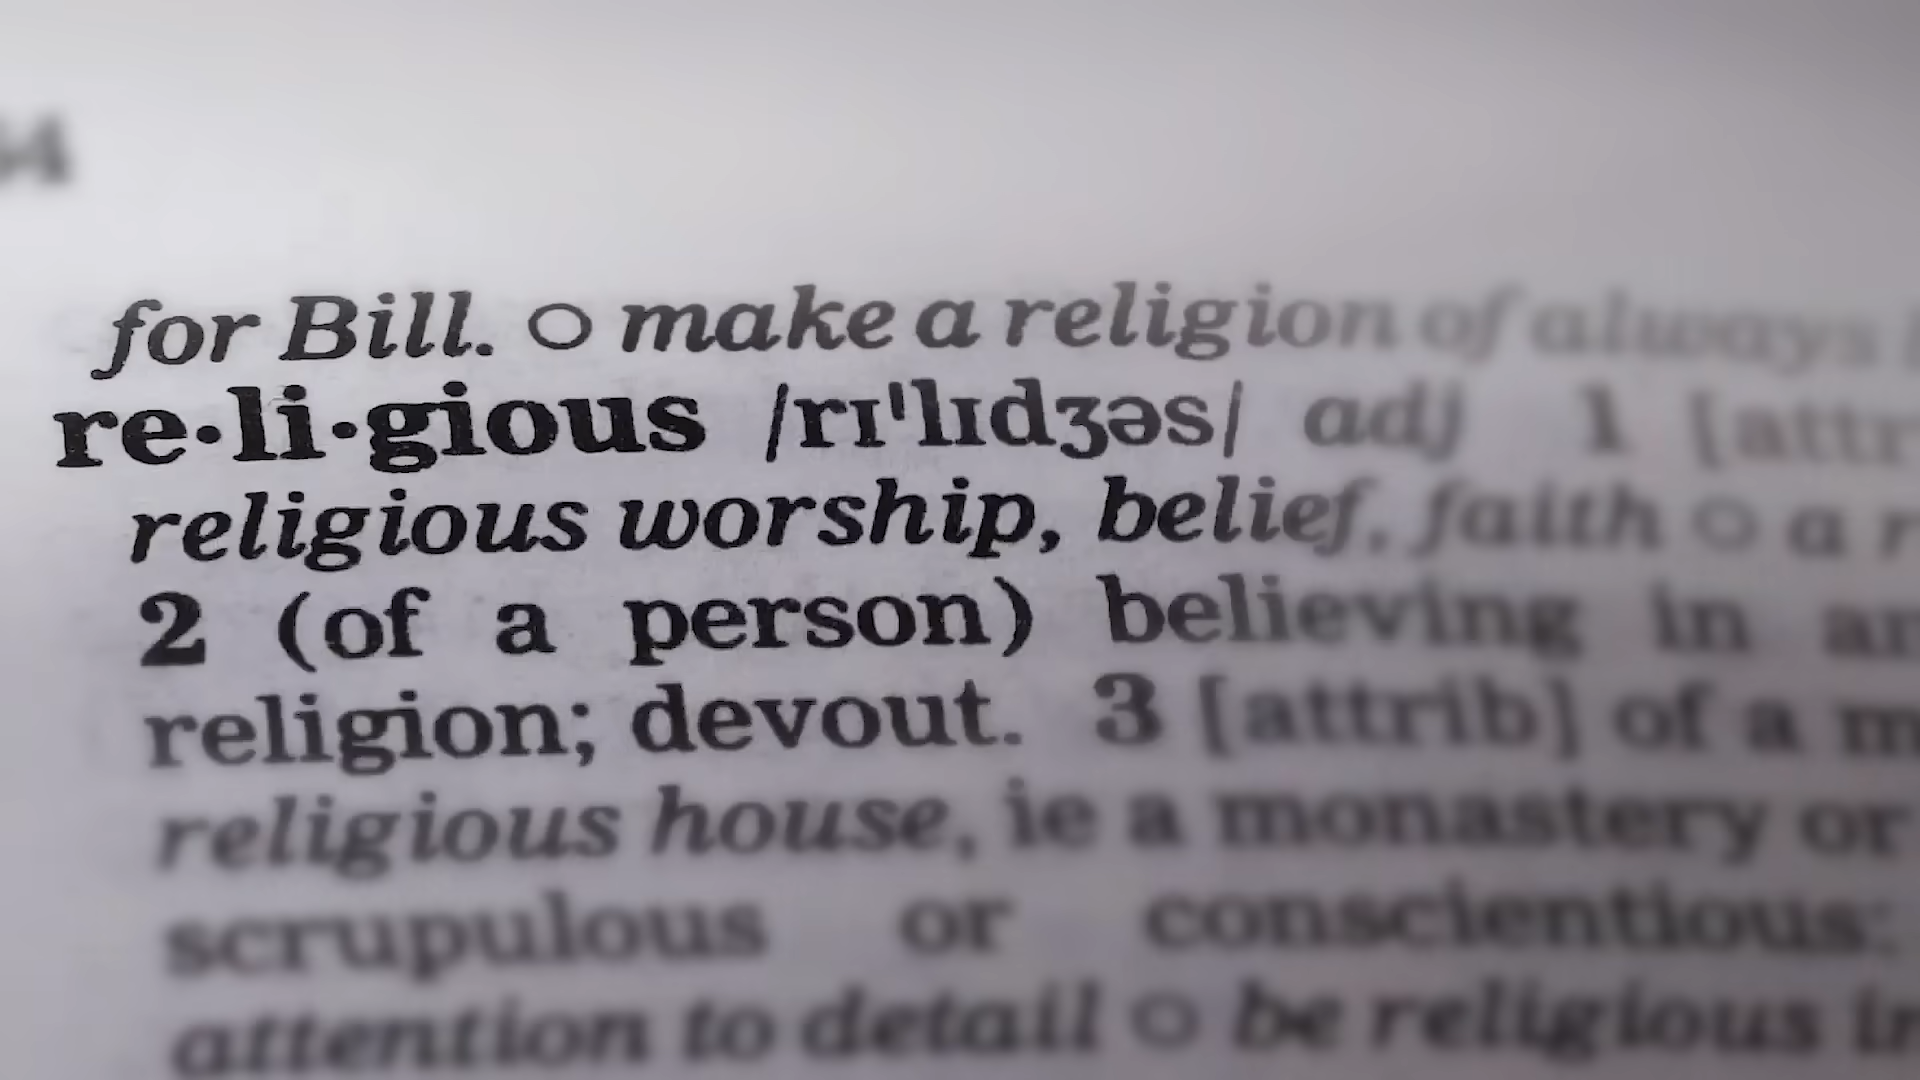 64
for Bill. ○ make a religion of always
re·li·gious /rɪˈlɪdʒəs/ adj 1 [attr
religious worship, belief, faith ○ a r
2 (of a person) believing in
religion; devout. 3 [attrib] of a m
religious house, ie a monastery or
scrupulous or conscientious:
attention to detail ○ be religious in